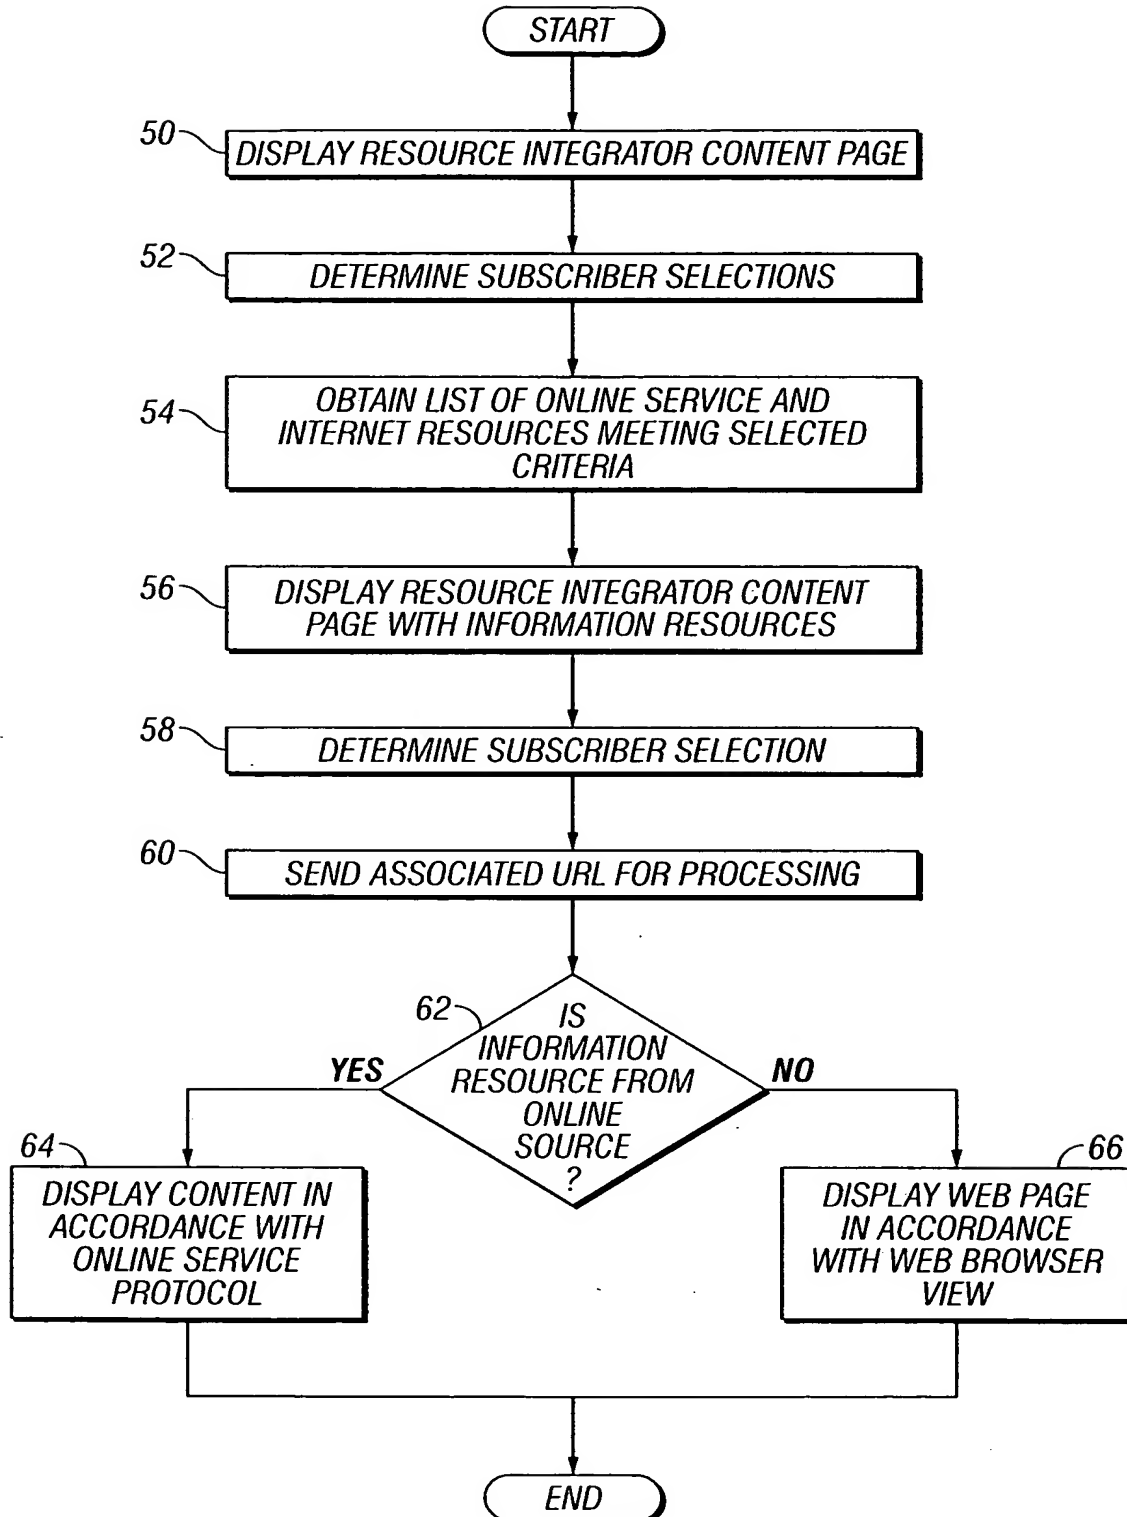 START
50
DISPLAY RESOURCE INTEGRATOR CONTENT PAGE
52
DETERMINE SUBSCRIBER SELECTIONS
54
OBTAIN LIST OF ONLINE SERVICE AND
INTERNET RESOURCES MEETING SELECTED
CRITERIA
56
DISPLAY RESOURCE INTEGRATOR CONTENT
PAGE WITH INFORMATION RESOURCES
58
DETERMINE SUBSCRIBER SELECTION
60
SEND ASSOCIATED URL FOR PROCESSING
62
IS
INFORMATION
RESOURCE FROM
ONLINE
SOURCE
?
YES
NO
64
DISPLAY CONTENT IN
ACCORDANCE WITH
ONLINE SERVICE
PROTOCOL
66
DISPLAY WEB PAGE
IN ACCORDANCE
WITH WEB BROWSER
VIEW
END